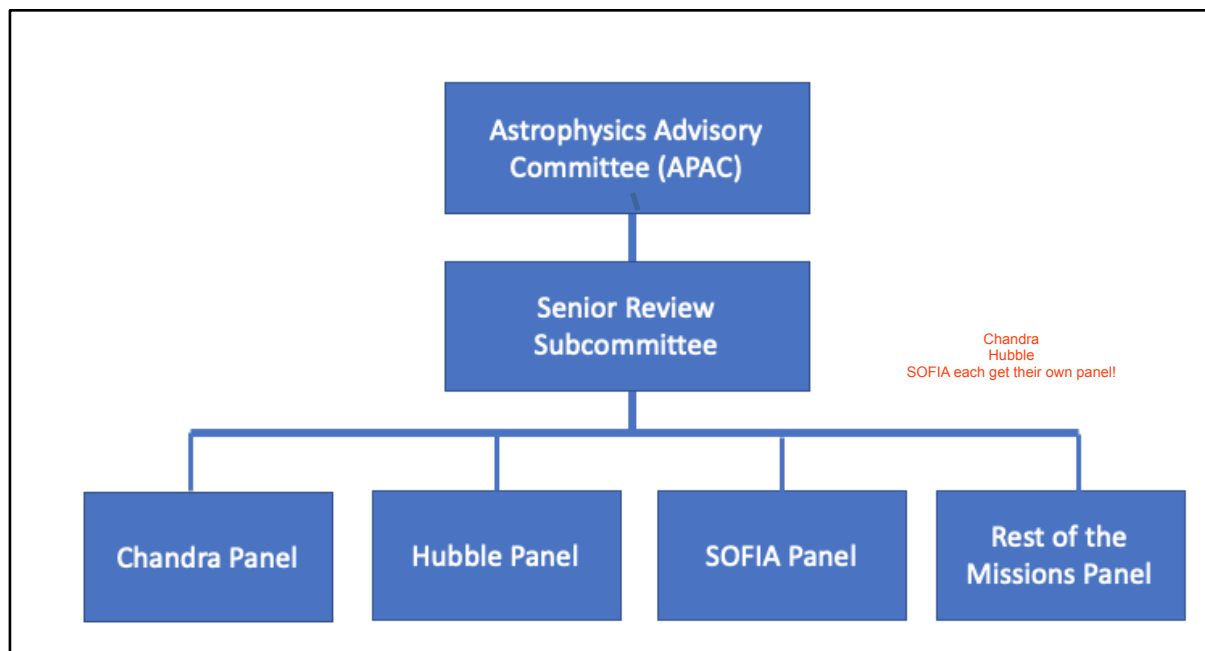 Astrophysics Advisory
Committee (APAC)
Senior Review
Subcommittee
Chandra
Hubble
SOFIA each get their own panel!
Chandra Panel
Hubble Panel
SOFIA Panel
Rest of the
Missions Panel